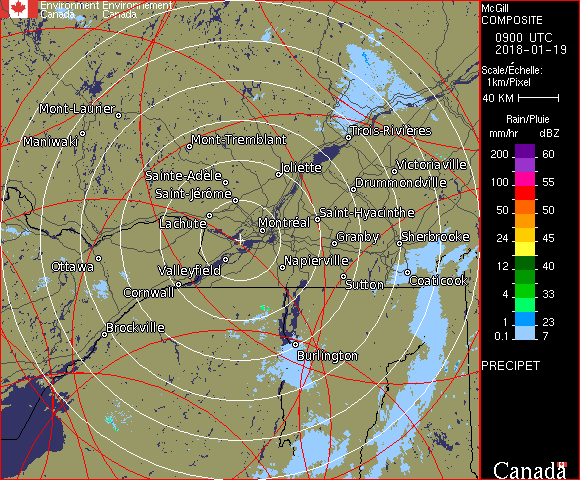 Environment Environnement
Canada Canada
McGill
COMPOSITE
0900 UTC
2018-01-19
Scale/Échelle:
1km/Pixel
40 KM
Rain/Pluie
mm/hr dBZ
200 60
100 55
50 50
24 45
12 40
4 33
1 23
0.1 7
PRECIPET
Canada
Mont-Laurier
Maniwaki
Mont-Tremblant
Trois-Rivières
Joliette
Victoriaville
Sainte-Adèle
Drummondville
Saint-Jérôme
Saint-Hyacinthe
Lachute
Montréal
Granby
Sherbrooke
Ottawa
Valleyfield
Napierville
Sutton
Coaticook
Cornwall
Brockville
Burlington